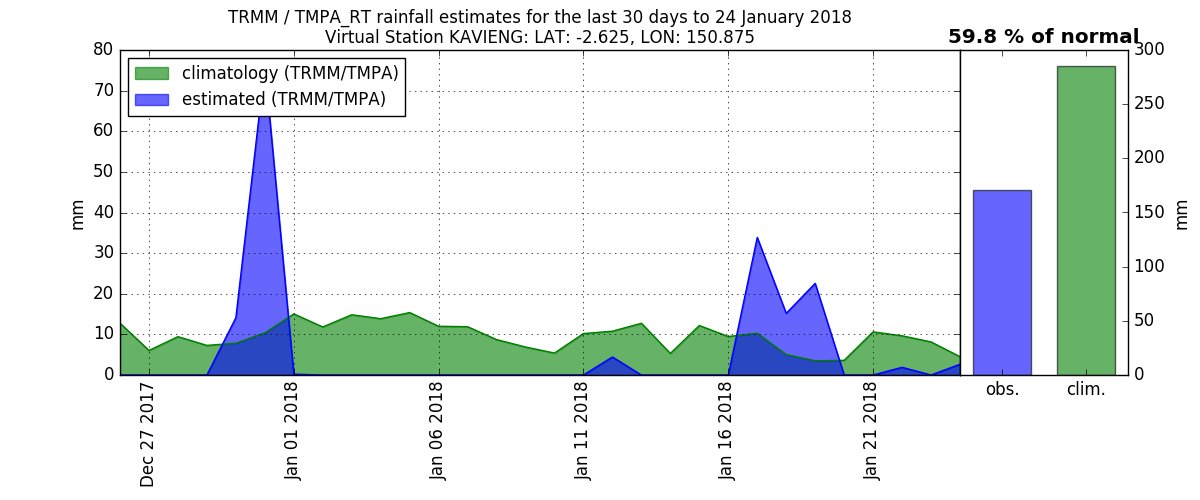 TRMM / TMPA_RT rainfall estimates for the last 30 days to 24 January 2018
Virtual Station KAVIENG: LAT: -2.625, LON: 150.875
59.8 % of normal
climatology (TRMM/TMPA)
estimated (TRMM/TMPA)
80
70
60
50
40
30
20
10
0
mm
Dec 27 2017
Jan 01 2018
Jan 06 2018
Jan 11 2018
Jan 16 2018
Jan 21 2018
300
250
200
150
100
50
0
mm
obs.
clim.